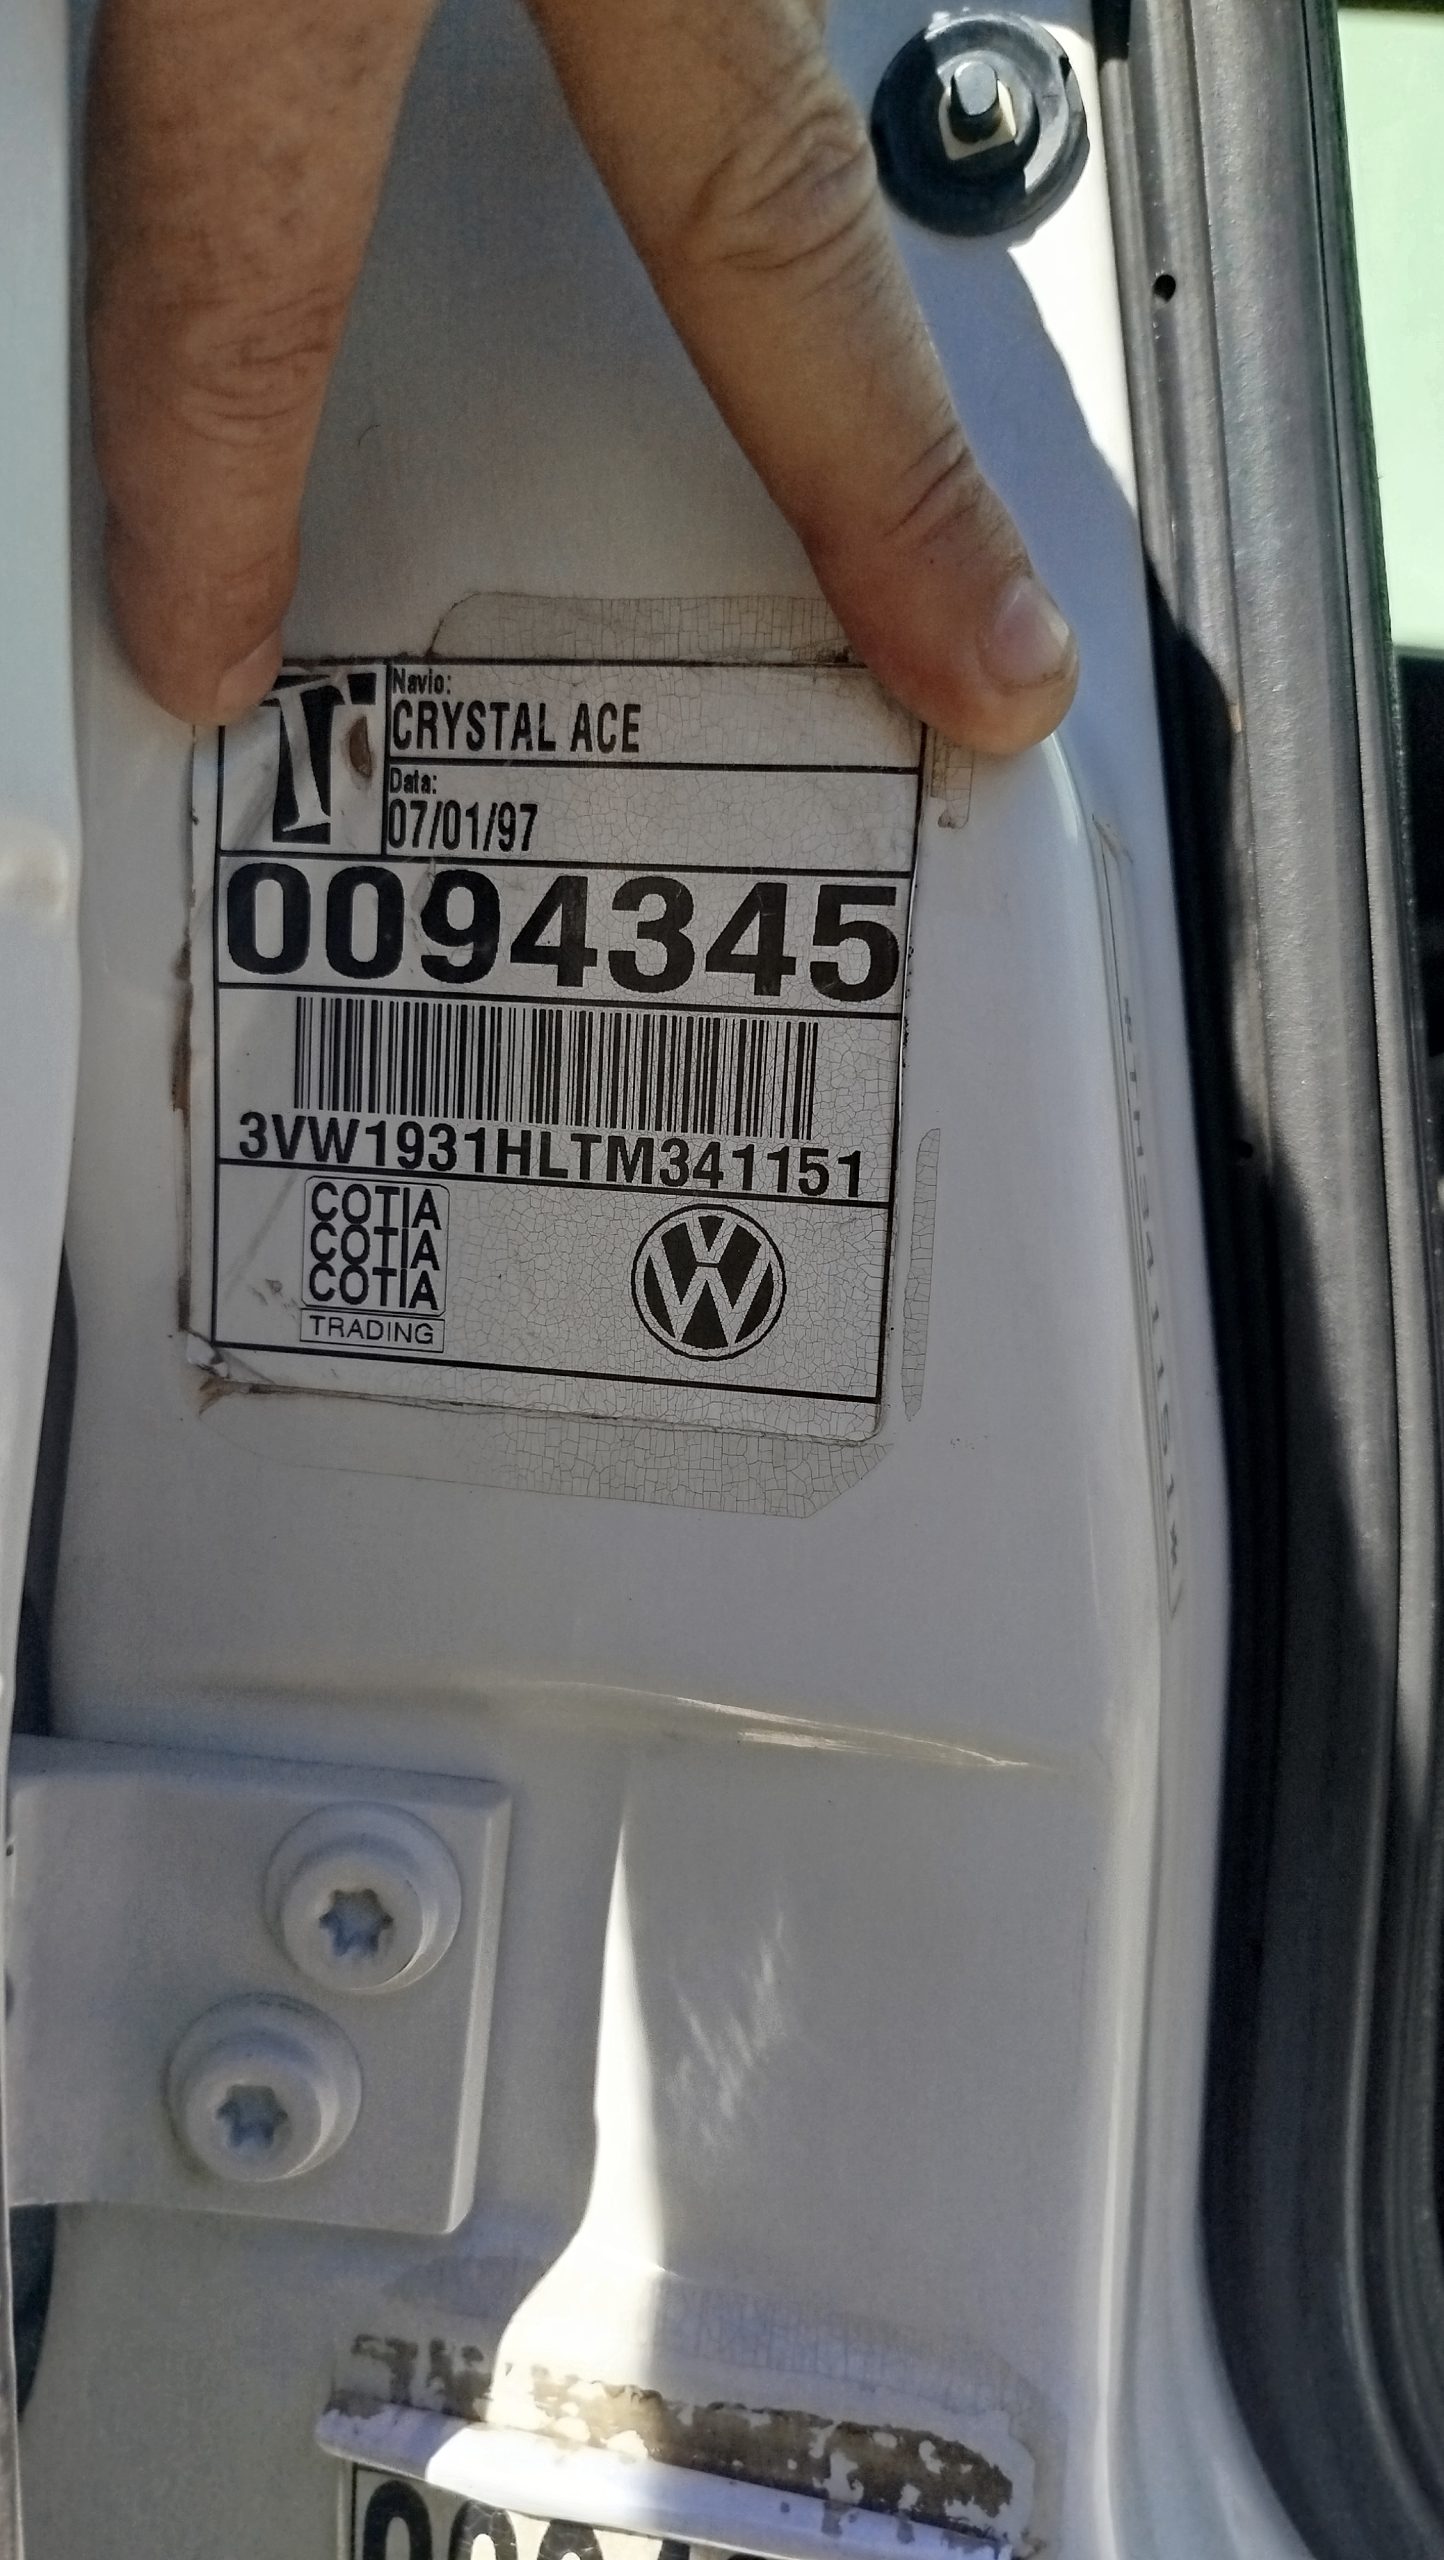 Navio:
CRYSTAL ACE
Data:
07/01/97
0094345
3VW1931HLTM341151
COTIA
COTIA
COTIA
TRADING